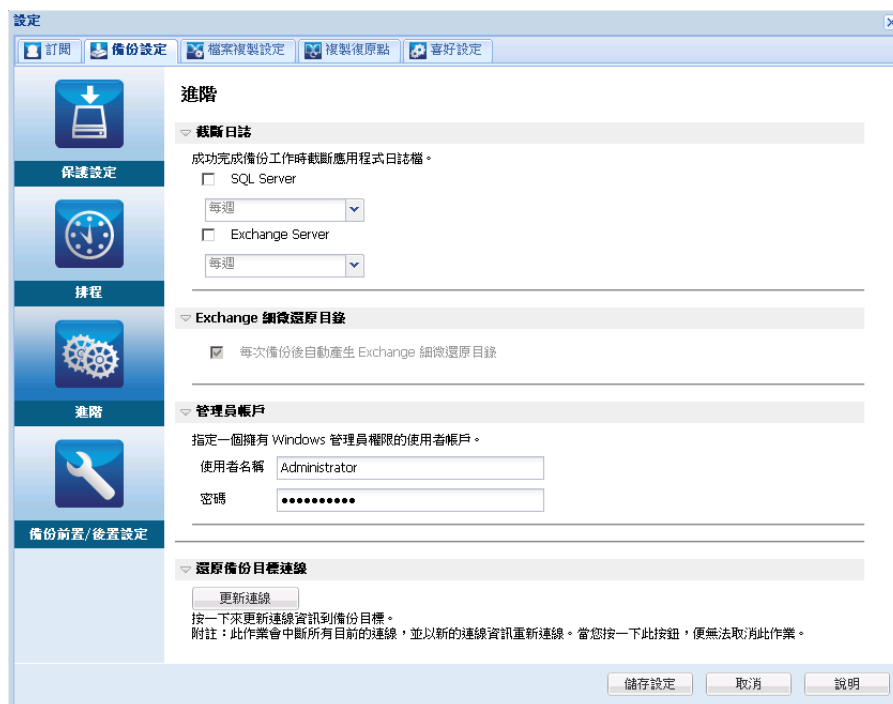 設定
訂閱 備份設定 檔案複製設定 複製復原點 喜好設定
保護設定
排程
進階
備份前置/後置設定
進階
截斷日誌
成功完成備份工作時截斷應用程式日誌檔。
SQL Server
每週
Exchange Server
每週
Exchange 細微還原目錄
每次備份後自動產生 Exchange 細微還原目錄
管理員帳戶
指定一個擁有 Windows 管理員權限的使用者帳戶。
使用者名稱 Administrator
密碼 ●●●●●●●●●●
還原備份目標連線
更新連線
按一下來更新連線資訊到備份目標。
附註：此作業會中斷所有目前的連線，並以新的連線資訊重新連線。當您按一下此按鈕，便無法取消此作業。
儲存設定 取消 說明